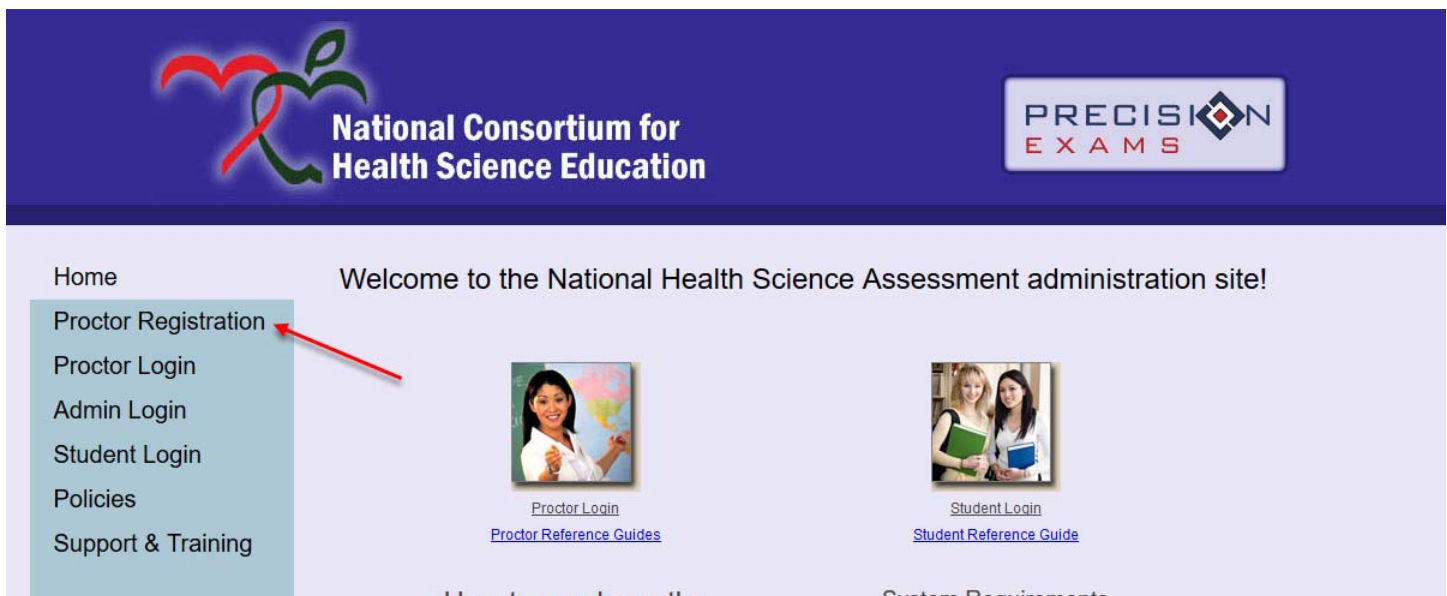 National Consortium for
Health Science Education
PRECISION
EXAMS
Home
Proctor Registration
Proctor Login
Admin Login
Student Login
Policies
Support & Training
Welcome to the National Health Science Assessment administration site!
Proctor Login
Proctor Reference Guides
Student Login
Student Reference Guide
System Requirements